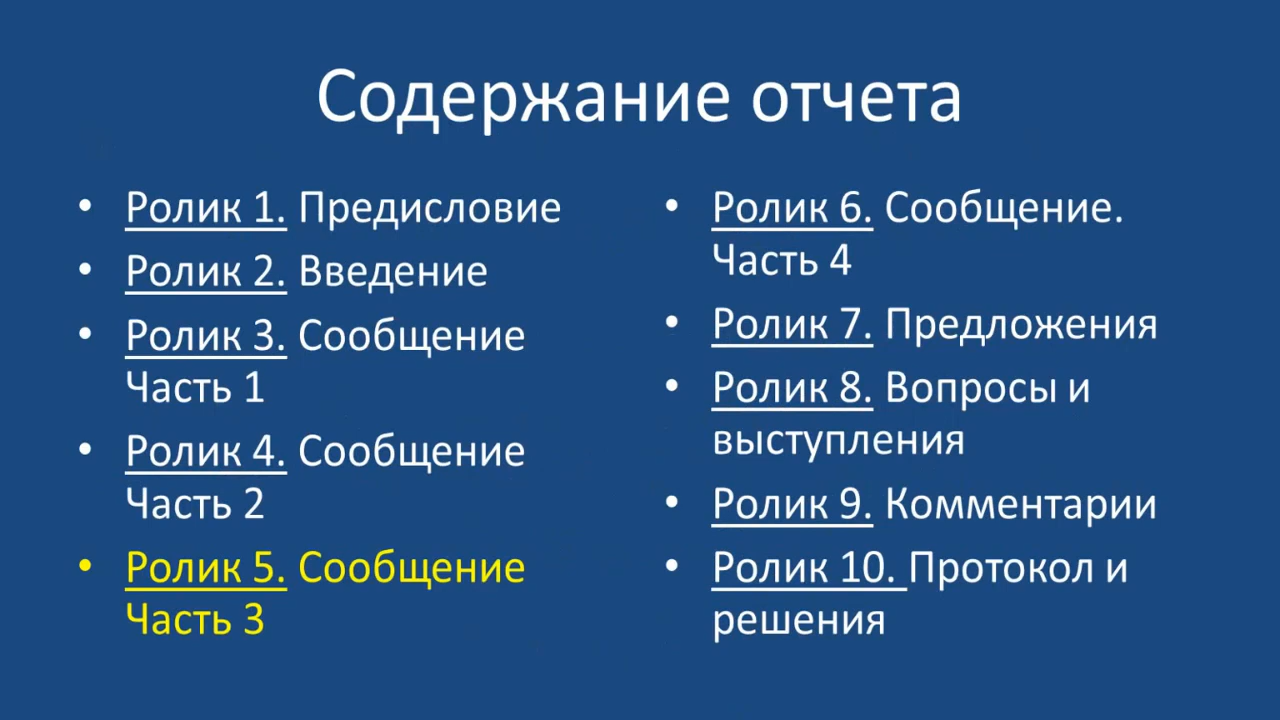 Содержание отчета
• Ролик 1. Предисловие
• Ролик 2. Введение
• Ролик 3. Сообщение
Часть 1
• Ролик 4. Сообщение
Часть 2
• Ролик 5. Сообщение
Часть 3
• Ролик 6. Сообщение.
Часть 4
• Ролик 7. Предложения
• Ролик 8. Вопросы и
выступления
• Ролик 9. Комментарии
• Ролик 10. Протокол и
решения